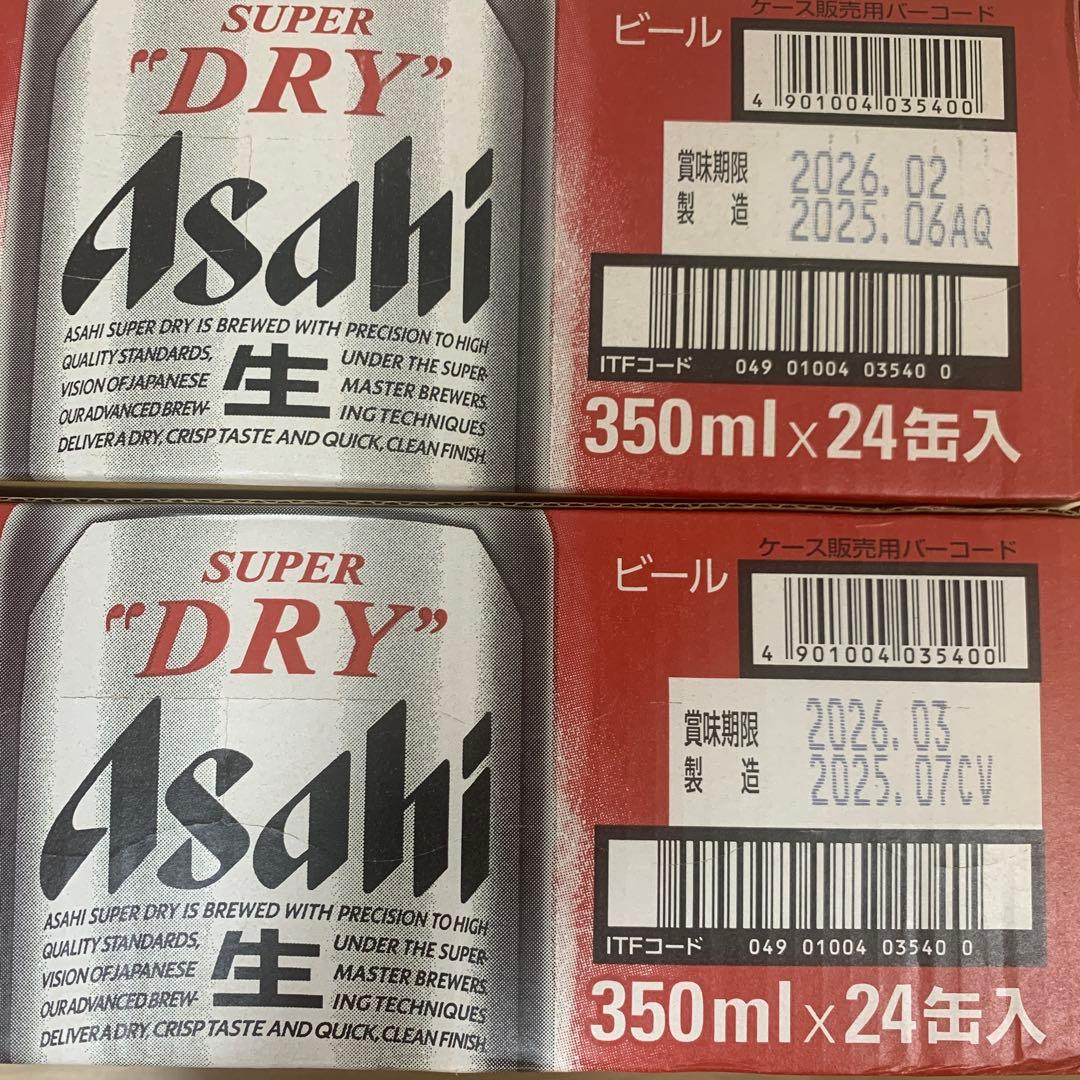 SUPER
"DRY"
Asahi
ASAHI SUPER DRY IS BREWED WITH PRECISION TO HIGH
QUALITY STANDARDS, UNDER THE SUPER-
VISION OF JAPANESE MASTER BREWERS.
OUR ADVANCED BREW- ING TECHNIQUES
DELIVER A DRY, CRISP TASTE AND QUICK, CLEAN FINISH.
生
ビール
ケース販売用バーコード
4 901004 035400
賞味期限 2026.02
製造 2025.06AQ
ITFコード 049 01004 03540 0
350ml×24缶入
SUPER
"DRY"
Asahi
ASAHI SUPER DRY IS BREWED WITH PRECISION TO HIGH
QUALITY STANDARDS, UNDER THE SUPER-
VISION OF JAPANESE MASTER BREWERS.
OUR ADVANCED BREW- ING TECHNIQUES
DELIVER A DRY, CRISP TASTE AND QUICK, CLEAN FINISH.
生
ビール
ケース販売用バーコード
4 901004 035400
賞味期限 2026.03
製造 2025.07CV
ITFコード 049 01004 03540 0
350ml×24缶入